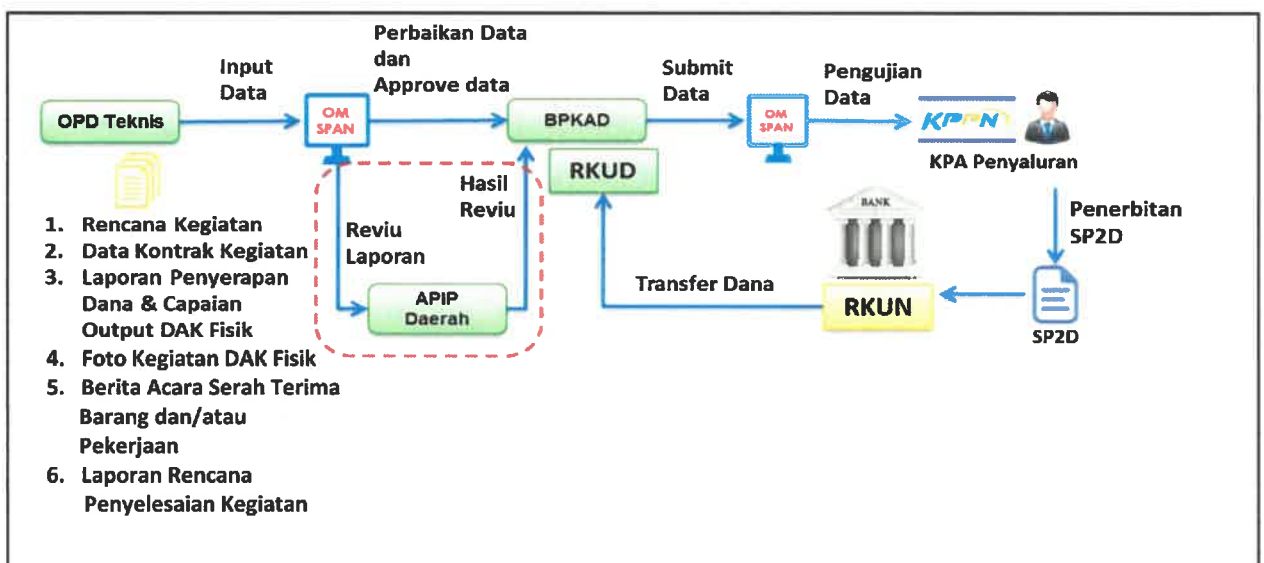 Input
Data
Perbaikan Data
dan
Approve data
Submit
Data
Pengujian
Data
OPD Teknis
OM
SPAN
BPKAD
OM
SPAN
KPPN
KPA Penyaluran
RKUD
Hasil
Reviu
Reviu
Laporan
APIP
Daerah
BANK
Penerbitan
SP2D
Transfer Dana
RKUN
SP2D
1. Rencana Kegiatan
2. Data Kontrak Kegiatan
3. Laporan Penyerapan
Dana & Capaian
Output DAK Fisik
4. Foto Kegiatan DAK Fisik
5. Berita Acara Serah Terima
Barang dan/atau
Pekerjaan
6. Laporan Rencana
Penyelesaian Kegiatan